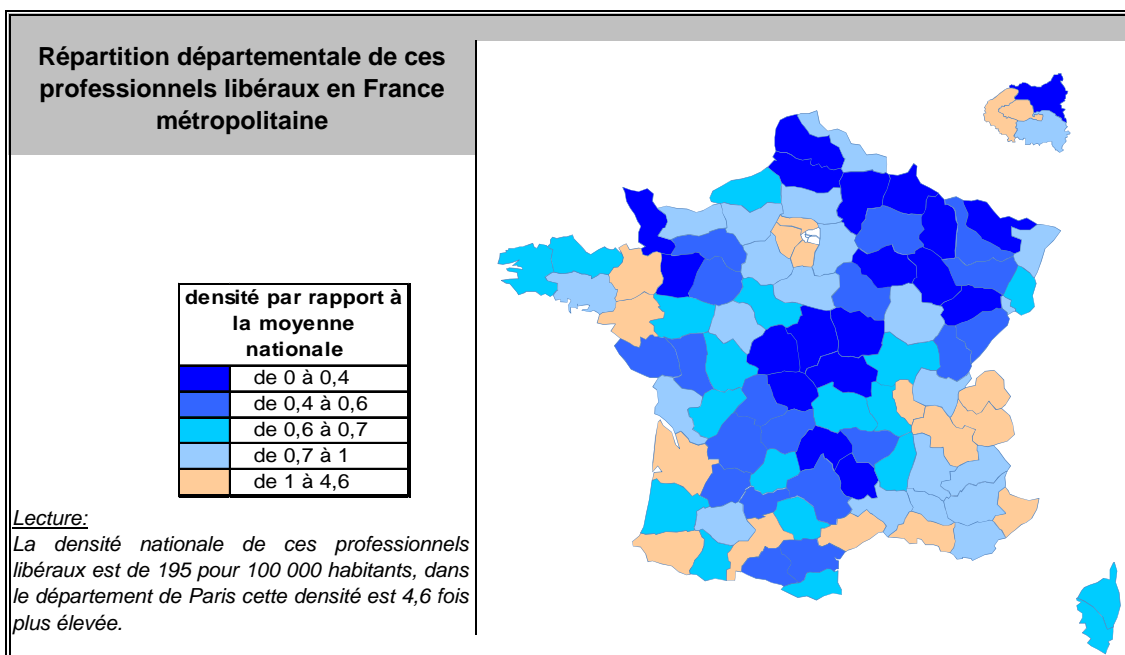 Répartition départementale de ces
professionnels libéraux en France
métropolitaine
densité par rapport à
la moyenne
nationale
de 0 à 0,4
de 0,4 à 0,6
de 0,6 à 0,7
de 0,7 à 1
de 1 à 4,6
Lecture:
La densité nationale de ces professionnels
libéraux est de 195 pour 100 000 habitants, dans
le département de Paris cette densité est 4,6 fois
plus élevée.